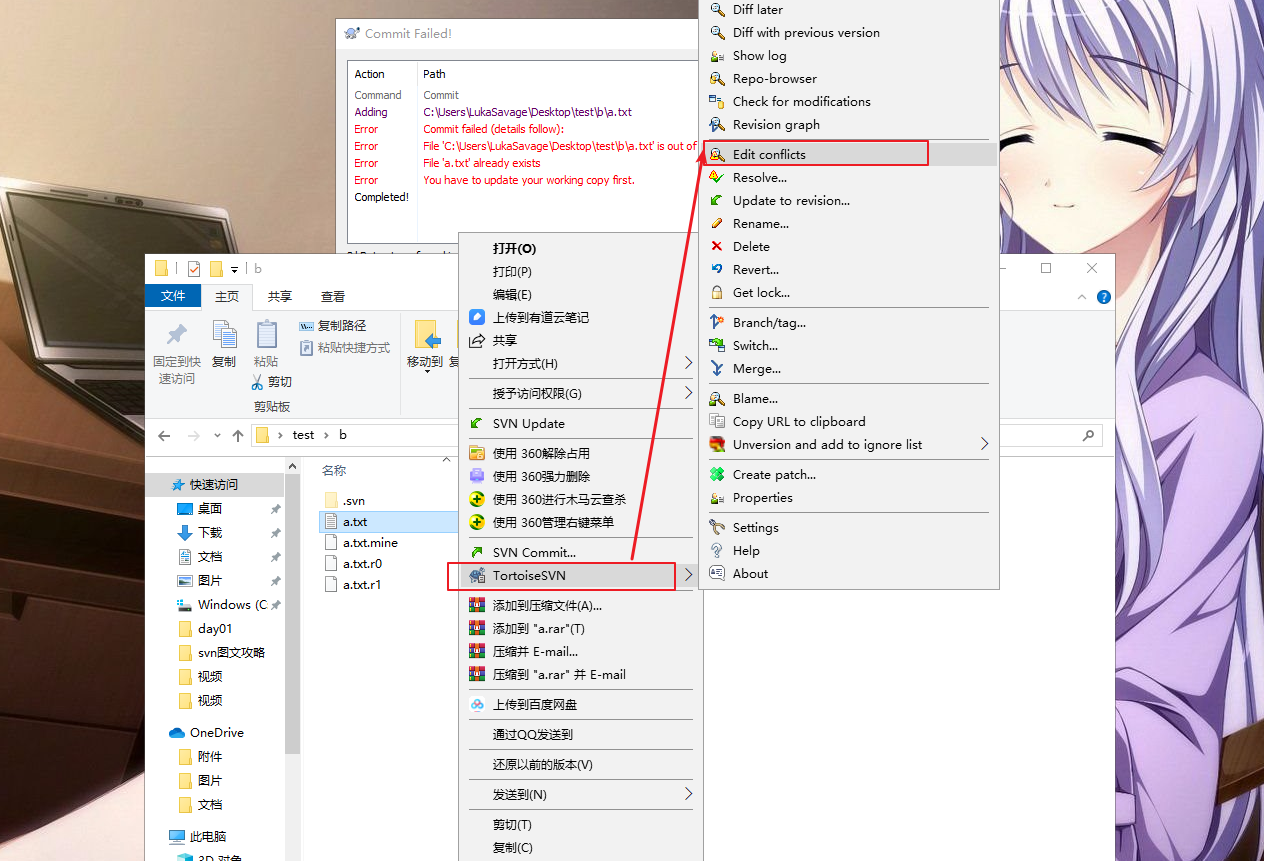 Commit Failed!
Action Path
Command Commit
Adding C:\Users\LukaSavage\Desktop\test\b\a.txt
Error Commit failed (details follow):
Error File 'C:\Users\LukaSavage\Desktop\test\b\a.txt' is out of
Error File 'a.txt' already exists
Error You have to update your working copy first.
Completed!
Diff later
Diff with previous version
Show log
Repo-browser
Check for modifications
Revision graph
Edit conflicts
Resolve...
Update to revision...
Rename...
Delete
Revert...
Get lock...
Branch/tag...
Switch...
Merge...
Blame...
Copy URL to clipboard
Unversion and add to ignore list
Create patch...
Properties
Settings
Help
About
b
文件 主页 共享 查看
固定到快
速访问
复制
粘贴
复制路径
粘贴快捷方式
剪切
剪贴板
移动到 复
test b
名称
.svn
a.txt
a.txt.mine
a.txt.r0
a.txt.r1
快速访问
桌面
下载
文档
图片
Windows (C
day01
svn图文攻略
视频
视频
OneDrive
附件
图片
文档
此电脑
3D 对象
打开(O)
打印(P)
编辑(E)
上传到有道云笔记
共享
打开方式(H)
授予访问权限(G)
SVN Update
使用 360解除占用
使用 360强力删除
使用 360进行木马云查杀
使用 360管理右键菜单
SVN Commit...
TortoiseSVN
添加到压缩文件(A)...
添加到 "a.rar"(T)
压缩并 E-mail...
压缩到 "a.rar" 并 E-mail
上传到百度网盘
通过QQ发送到
还原以前的版本(V)
发送到(N)
剪切(T)
复制(C)